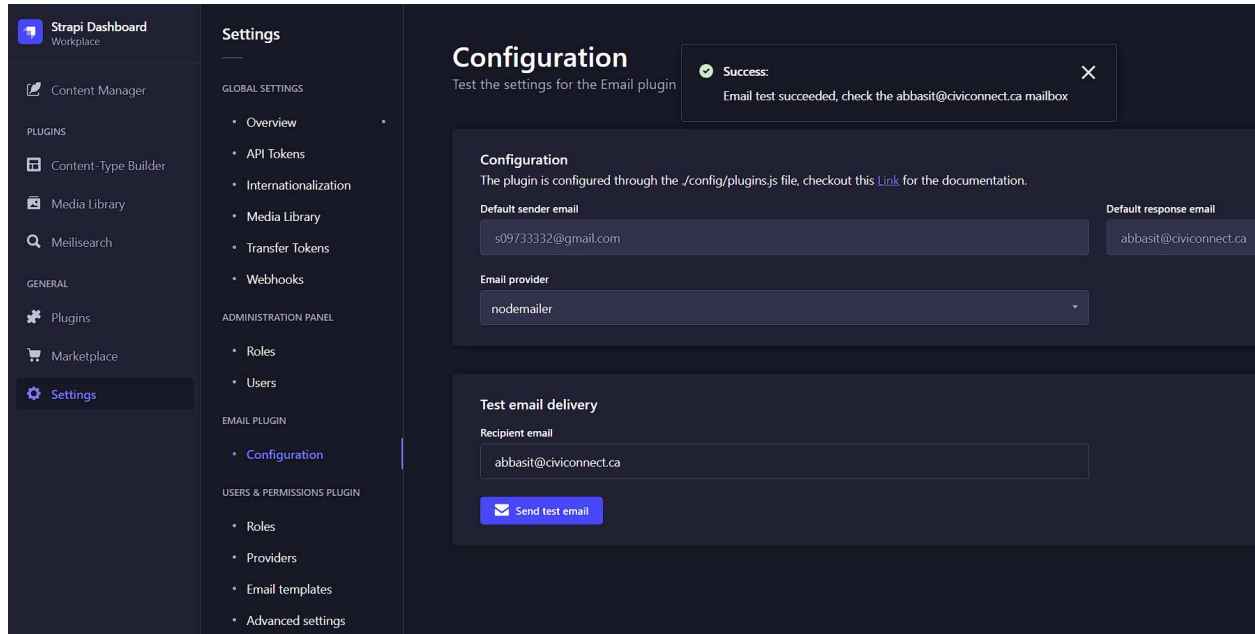 Strapi Dashboard
Workplace
Content Manager
PLUGINS
Content-Type Builder
Media Library
Meilisearch
GENERAL
Plugins
Marketplace
Settings
Settings
GLOBAL SETTINGS
Overview
API Tokens
Internationalization
Media Library
Transfer Tokens
Webhooks
ADMINISTRATION PANEL
Roles
Users
EMAIL PLUGIN
Configuration
USERS & PERMISSIONS PLUGIN
Roles
Providers
Email templates
Advanced settings
Configuration
Test the settings for the Email plugin
Success:
Email test succeeded, check the abbasit@civiconnect.ca mailbox
Configuration
The plugin is configured through the ./config/plugins.js file, checkout this Link for the documentation.
Default sender email
s09733332@gmail.com
Default response email
abbasit@civiconnect.ca
Email provider
nodemailer
Test email delivery
Recipient email
abbasit@civiconnect.ca
Send test email